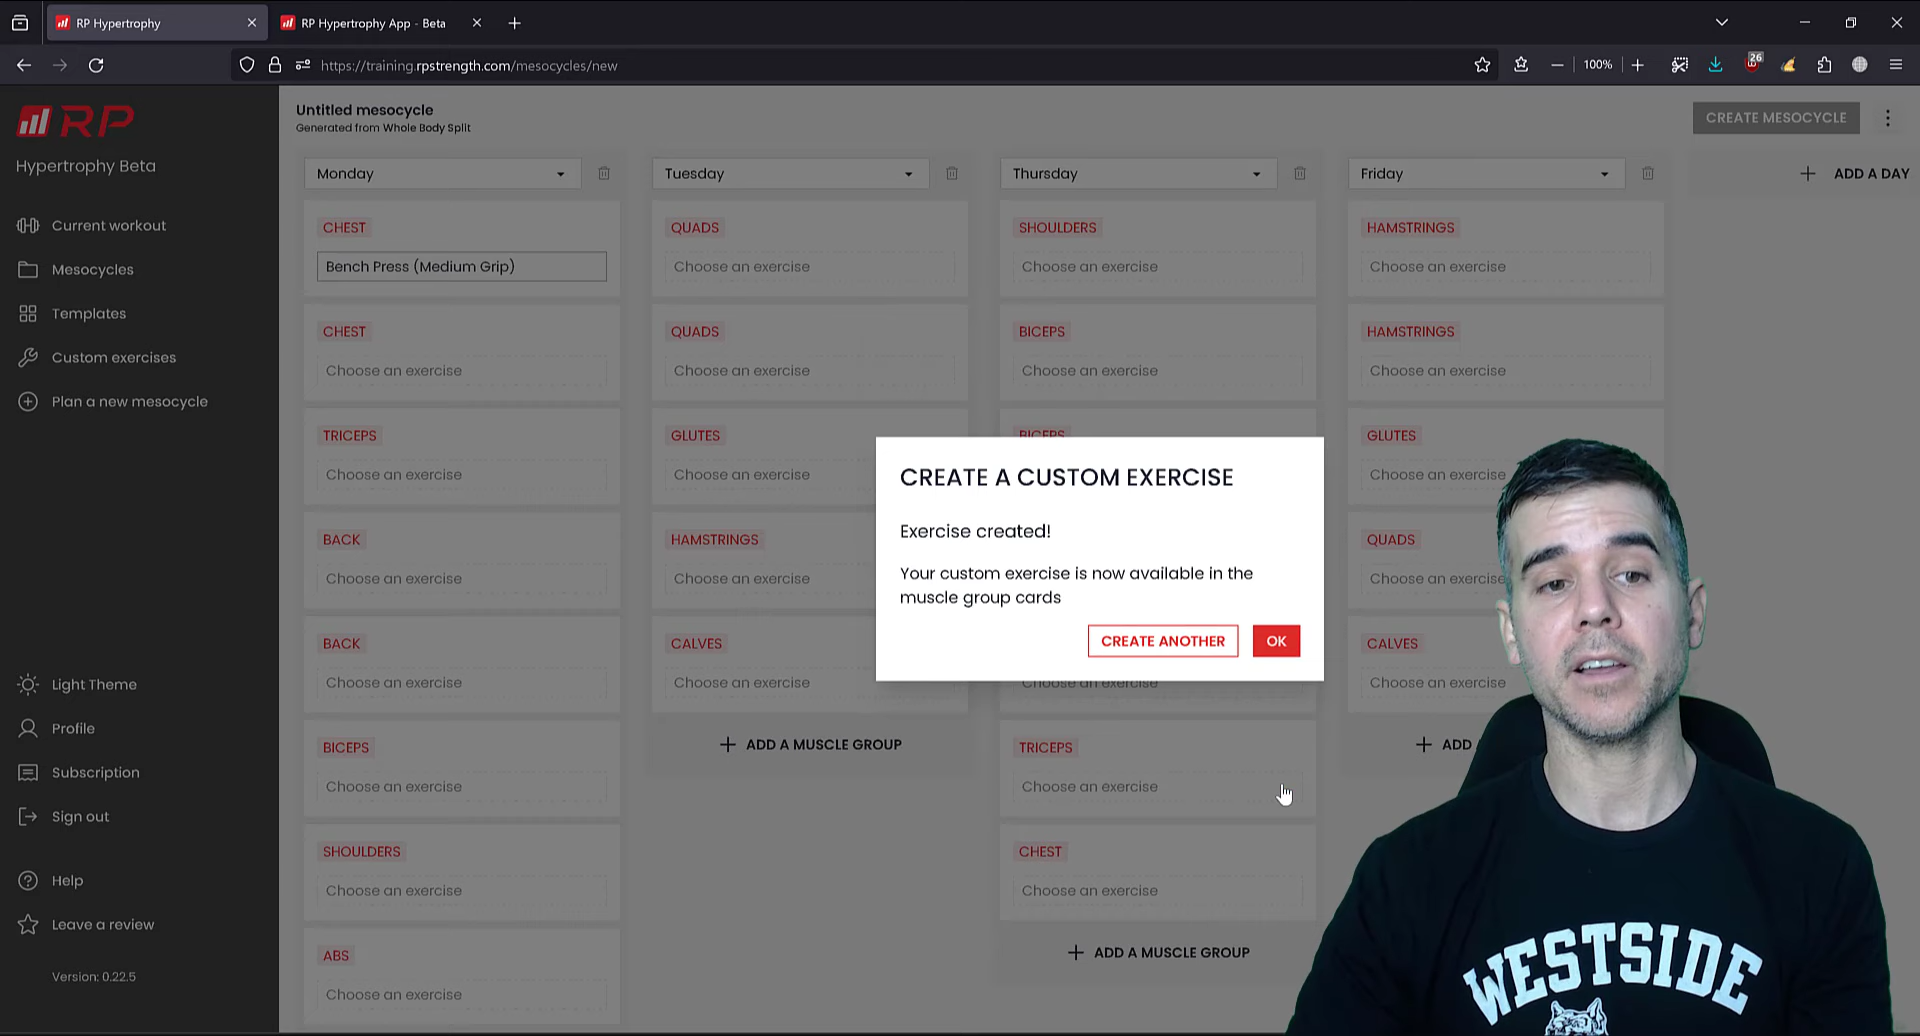 RP Hypertrophy
RP Hypertrophy App - Beta
https://training.rpstrength.com/mesocycles/new
100%
26
RP
Hypertrophy Beta
Current workout
Mesocycles
Templates
Custom exercises
Plan a new mesocycle
Light Theme
Profile
Subscription
Sign out
Help
Leave a review
Version: 0.22.5
Untitled mesocycle
Generated from Whole Body Split
CREATE MESOCYCLE
Monday
CHEST
Bench Press (Medium Grip)
CHEST
Choose an exercise
TRICEPS
Choose an exercise
BACK
Choose an exercise
BACK
Choose an exercise
BICEPS
Choose an exercise
SHOULDERS
Choose an exercise
ABS
Choose an exercise
Tuesday
QUADS
Choose an exercise
QUADS
Choose an exercise
GLUTES
Choose an exercise
HAMSTRINGS
Choose an exercise
CALVES
Choose an exercise
+ ADD A MUSCLE GROUP
Thursday
SHOULDERS
Choose an exercise
BICEPS
Choose an exercise
BICEPS
Choose an exercise
TRICEPS
Choose an exercise
CHEST
Choose an exercise
+ ADD A MUSCLE GROUP
Friday
HAMSTRINGS
Choose an exercise
HAMSTRINGS
Choose an exercise
GLUTES
Choose an exercise
QUADS
Choose an exercise
CALVES
Choose an exercise
+ ADD
+ ADD A DAY
CREATE A CUSTOM EXERCISE
Exercise created!
Your custom exercise is now available in the
muscle group cards
CREATE ANOTHER
OK
WESTSIDE